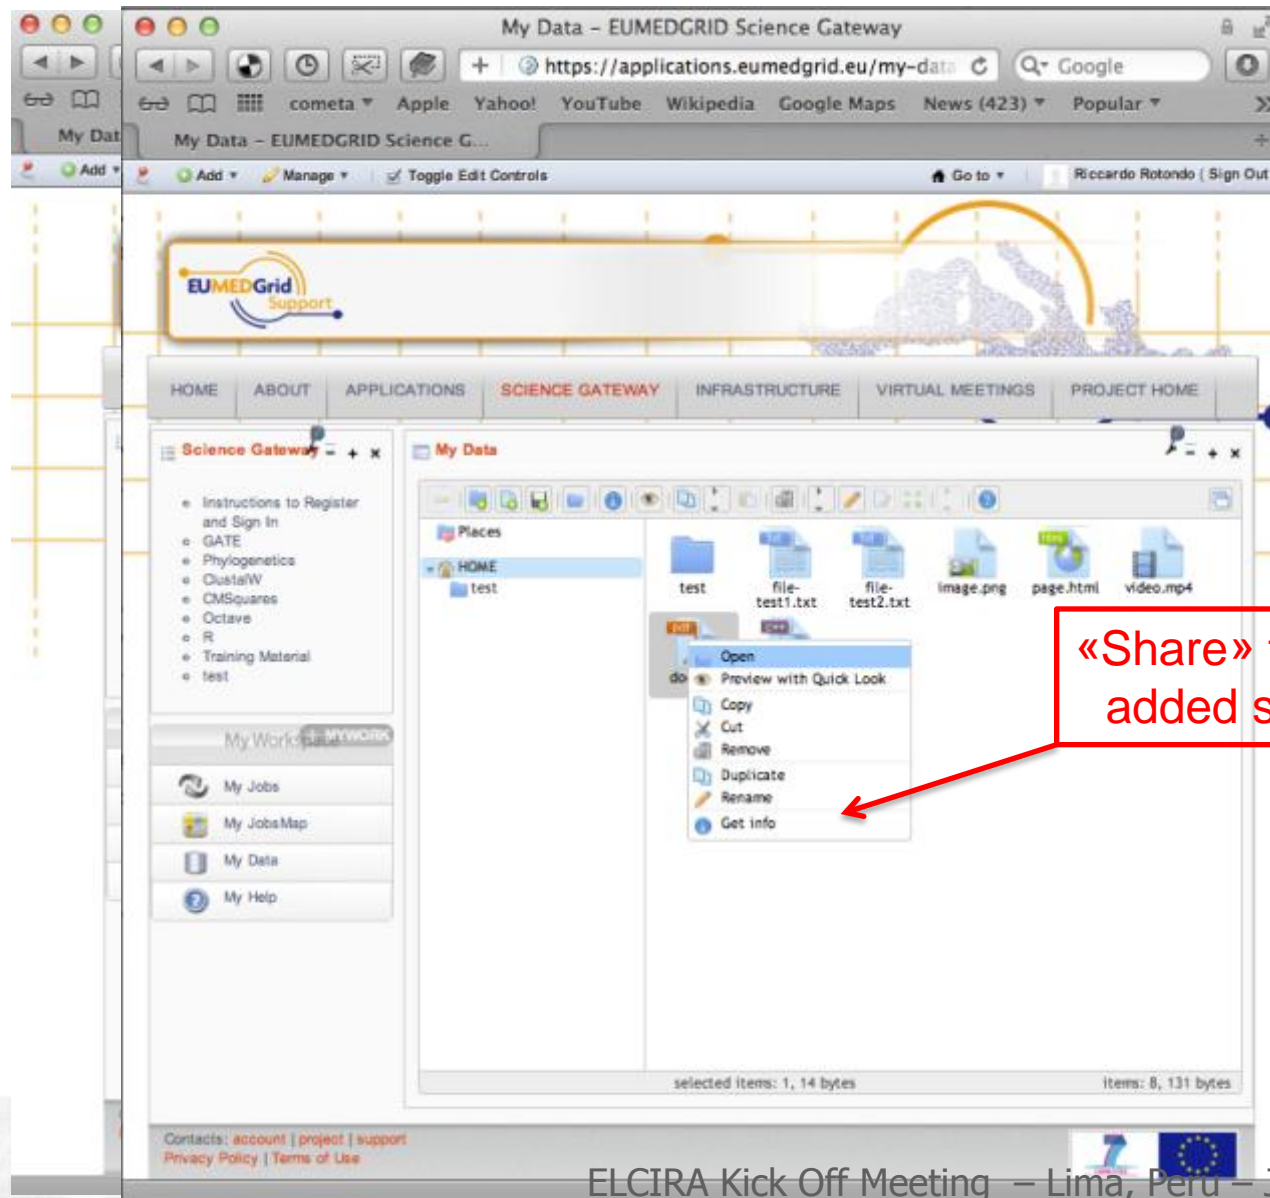 My Data – EUMEDGRID Science Gateway
https://applications.eumedgrid.eu/my-data
Google
cometa Apple Yahoo! YouTube Wikipedia Google Maps News (423) Popular
My Dat
My Data – EUMEDGRID Science G...
Add
Add Manage Toggle Edit Controls Go to Riccardo Rotondo ( Sign Out
EUMEDGrid
Support
HOME ABOUT APPLICATIONS SCIENCE GATEWAY INFRASTRUCTURE VIRTUAL MEETINGS PROJECT HOME
Science Gateway
Instructions to Register
and Sign In
GATE
Phylogenetics
ClustalW
CMSquares
Octave
R
Training Material
test
My Workspace
MYWORK
My Jobs
My JobsMap
My Data
My Help
My Data
Places
HOME
test
test
file-
test1.txt
file-
test2.txt
image.png
page.html
video.mp4
Open
Preview with Quick Look
Copy
Cut
Remove
Duplicate
Rename
Get info
«Share»
added s
selected items: 1, 14 bytes
items: 8, 131 bytes
Contacts: account | project | support
Privacy Policy | Terms of Use
ELCIRA Kick Off Meeting – Lima, Peru –